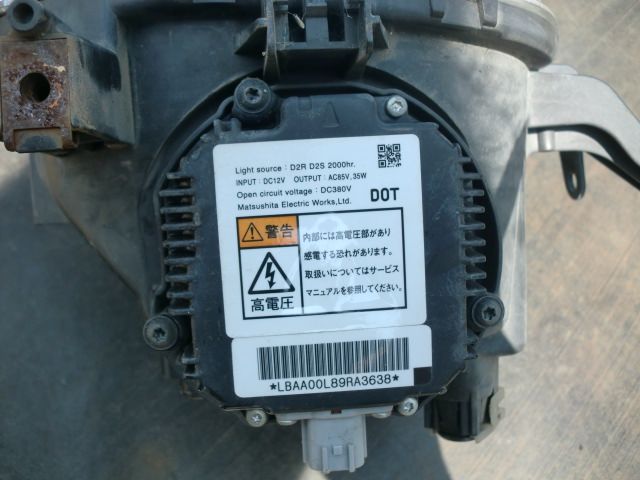 Light source : D2R D2S 2000hr.
INPUT : DC12V OUTPUT : AC85V, 35W
Open circuit voltage : DC380V
Matsushita Electric Works,Ltd.
DOT
警告
高電圧
内部には高電圧部があり
感電する恐れがあります。
取扱いについてはサービス
マニュアルを参照してください。
*LBAA00L89RA3638*